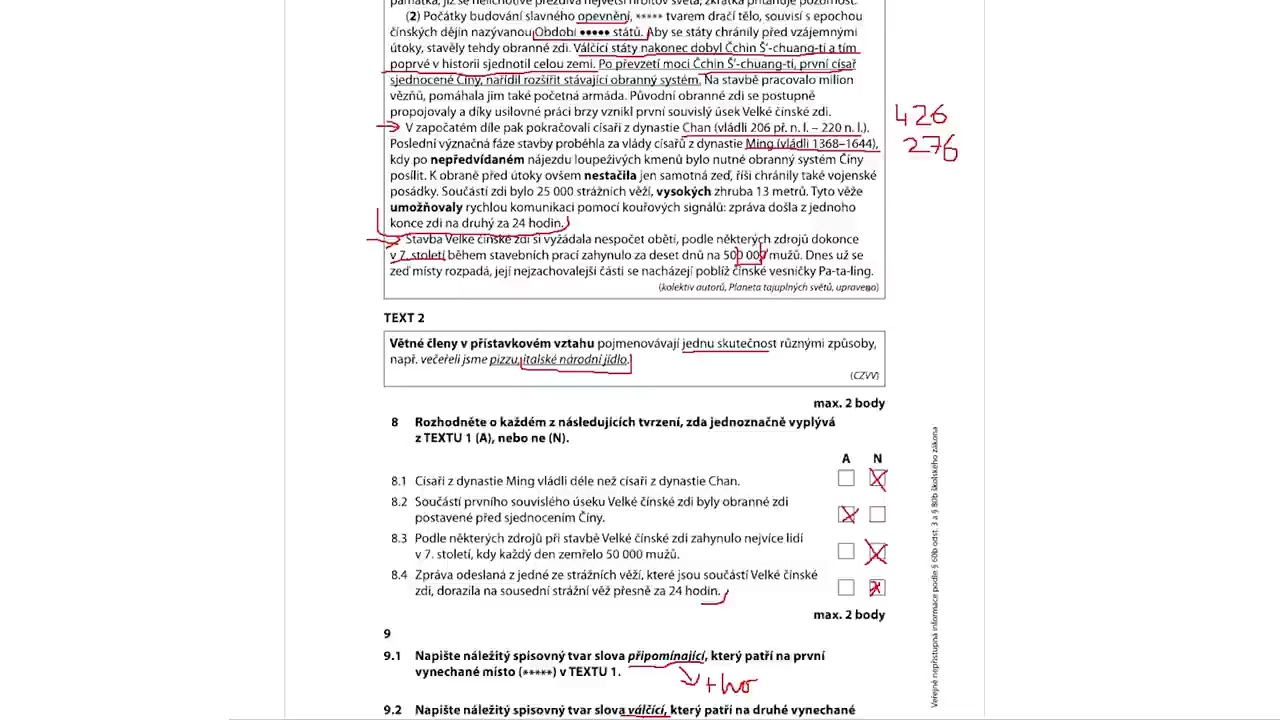 památka, již se nelichotivě přezdívá největší hřbitov světa, zkrátka přitahuje pozornost.
(2) Počátky budování slavného opevnění, ***** tvarem dračí tělo, souvisí s epochou
čínských dějin nazývanou Období ***** států. Aby se státy chránily před vzájemnými
útoky, stavěly tehdy obranné zdi. Válčící státy nakonec dobyl Čchin Š'-chuang-ti a tím
poprvé v historii sjednotil celou zemi. Po převzetí moci Čchin Š'-chuang-ti, první císař
sjednocené Číny, nařídil rozšířit stávající obranný systém. Na stavbě pracovalo milion
vězňů, pomáhala jim také početná armáda. Původní obranné zdi se postupně
propojovaly a díky usilovné práci brzy vznikl první souvislý úsek Velké čínské zdi.
V započatém díle pak pokračovali císaři z dynastie Chan (vládli 206 př. n. l. – 220 n. l.).
Poslední význačná fáze stavby proběhla za vlády císařů z dynastie Ming (vládli 1368–1644),
kdy po nepředvídaném nájezdu loupeživých kmenů bylo nutné obranný systém Číny
posílit. K obraně před útoky ovšem nestačila jen samotná zeď, říši chránily také vojenské
posádky. Součástí zdi bylo 25 000 strážních věží, vysokých zhruba 13 metrů. Tyto věže
umožňovaly rychlou komunikaci pomocí kouřových signálů: zpráva došla z jednoho
konce zdi na druhý za 24 hodin.
Stavba Velké čínské zdi si vyžádala nespočet obětí, podle některých zdrojů dokonce
v 7. století během stavebních prací zahynulo za deset dnů na 500 000 mužů. Dnes už se
zeď místy rozpadá, její nejzachovalejší části se nacházejí poblíž čínské vesničky Pa-ta-ling.
(kolektiv autorů, Planeta tajuplných světů, upraveno)
426
276
TEXT 2
Větné členy v přístavkovém vztahu pojmenovávají jednu skutečnost různými způsoby,
např. večeřeli jsme pizzu, italské národní jídlo.
(CZVV)
max. 2 body
8 Rozhodněte o každém z následujících tvrzení, zda jednoznačně vyplývá
z TEXTU 1 (A), nebo ne (N).
A N
8.1 Císaři z dynastie Ming vládli déle než císaři z dynastie Chan.
8.2 Součástí prvního souvislého úseku Velké čínské zdi byly obranné zdi
postavené před sjednocením Číny.
8.3 Podle některých zdrojů při stavbě Velké čínské zdi zahynulo nejvíce lidí
v 7. století, kdy každý den zemřelo 50 000 mužů.
8.4 Zpráva odeslaná z jedné ze strážních věží, které jsou součástí Velké čínské
zdi, dorazila na sousední strážní věž přesně za 24 hodin.
max. 2 body
9
9.1 Napište náležitý spisovný tvar slova připomínající, který patří na první
vynechané místo (*****) v TEXTU 1.
+ho
9.2 Napište náležitý spisovný tvar slova válčící, který patří na druhé vynechané
Veřejně nepřístupná informace podle § 60b odst. 3 a § 80b školského zákona